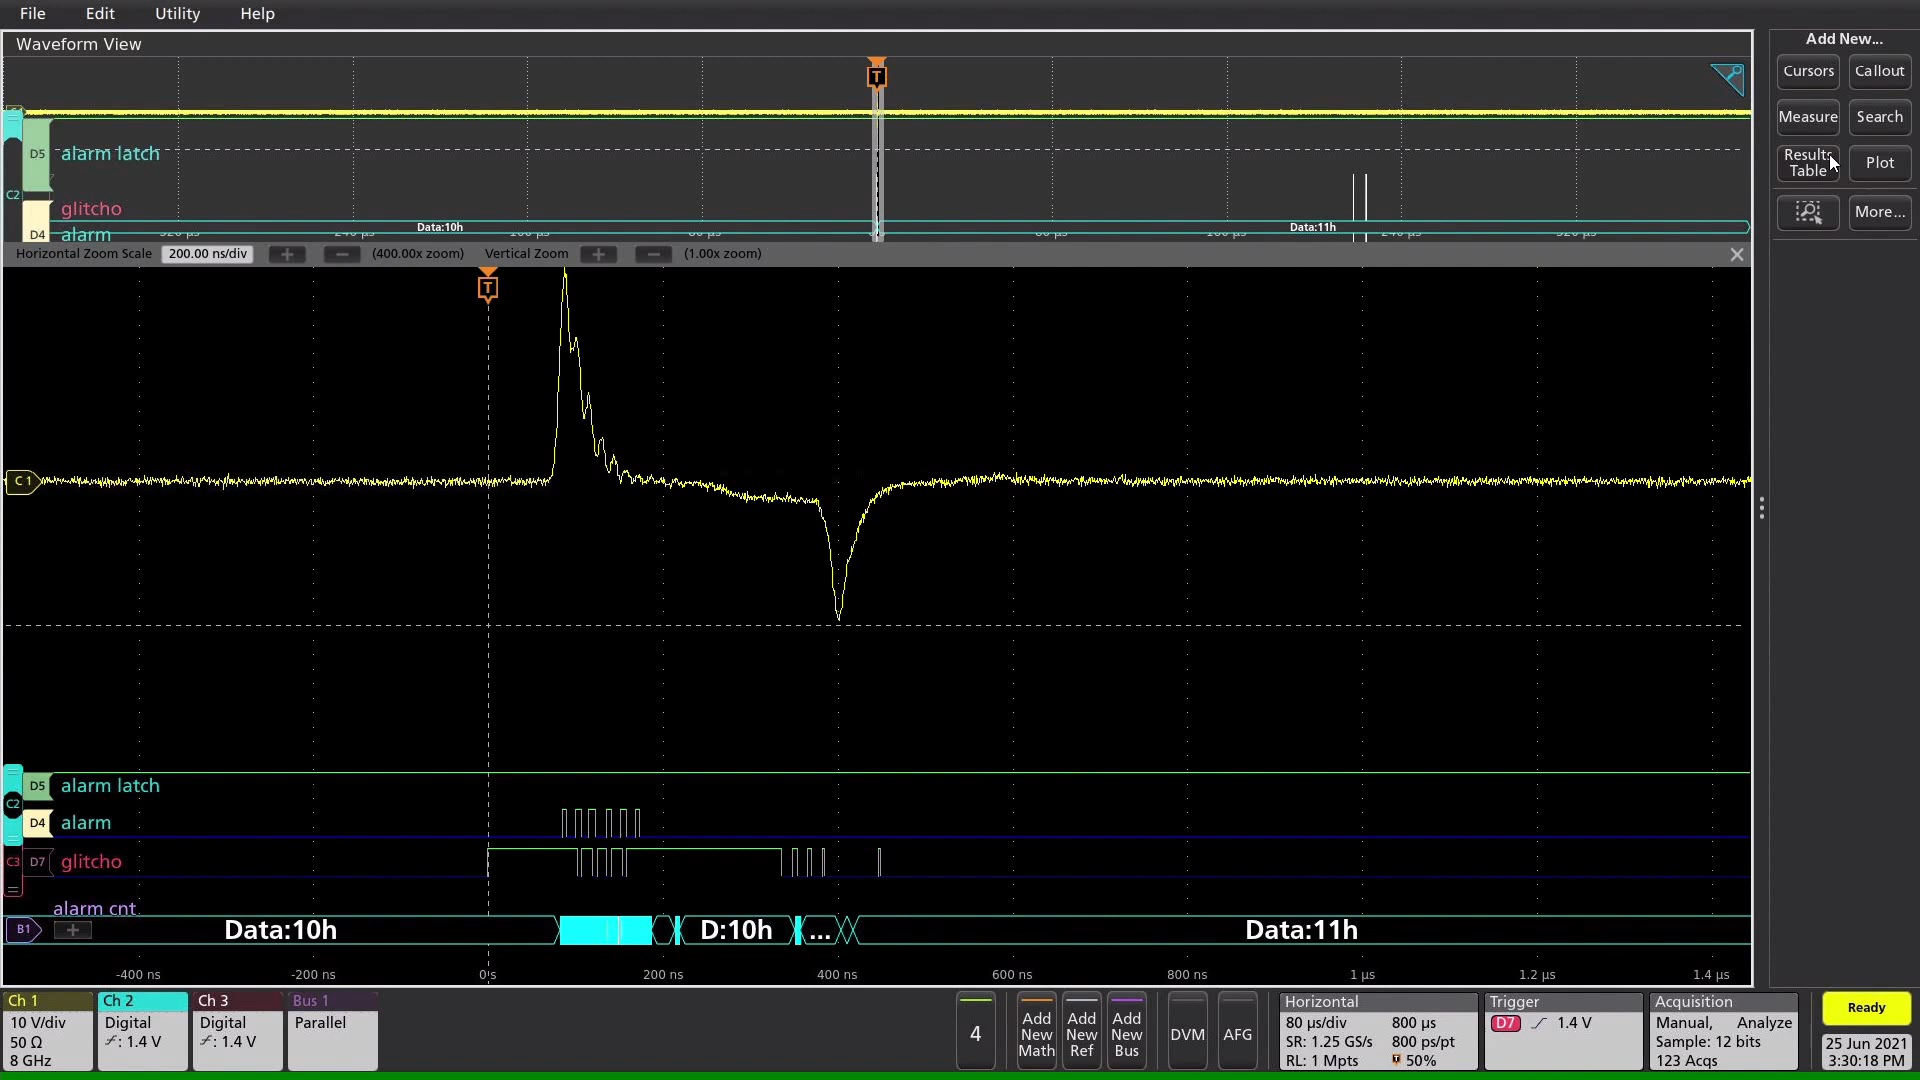 File Edit Utility Help
Waveform View
Add New...
Cursors Callout
Measure Search
Results Table Plot
More...
T
D5 alarm latch
C2
glitcho
D4 alarm
Data:10h Data:11h
Horizontal Zoom Scale 200.00 ns/div + − (400.00x zoom) Vertical Zoom + − (1.00x zoom)
T
C 1
D5 alarm latch
C2
D4 alarm
C3 D7 glitcho
alarm cnt
B1 + Data:10h D:10h ... Data:11h
-400 ns -200 ns 0 s 200 ns 400 ns 600 ns 800 ns 1 µs 1.2 µs 1.4 µs
Ch 1
10 V/div
50 Ω
8 GHz
Ch 2
Digital
: 1.4 V
Ch 3
Digital
: 1.4 V
Bus 1
Parallel
4
Add New Math
Add New Ref
Add New Bus
DVM
AFG
Horizontal
80 µs/div 800 µs
SR: 1.25 GS/s 800 ps/pt
RL: 1 Mpts 50%
Trigger
D7 1.4 V
Acquisition
Manual, Analyze
Sample: 12 bits
123 Acqs
Ready
25 Jun 2021
3:30:18 PM